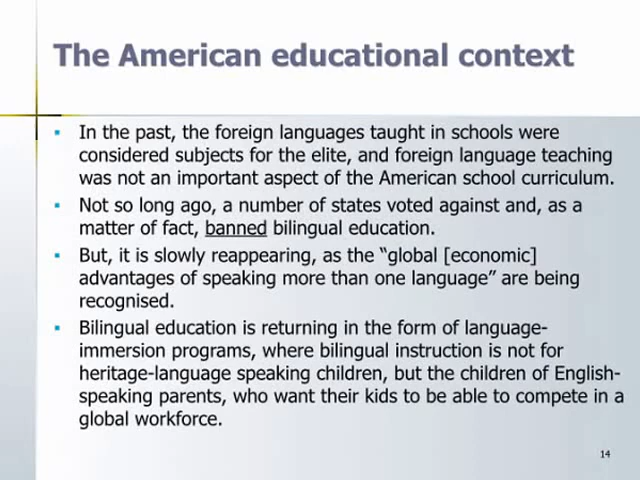 The American educational context
In the past, the foreign languages taught in schools were
considered subjects for the elite, and foreign language teaching
was not an important aspect of the American school curriculum.
Not so long ago, a number of states voted against and, as a
matter of fact, banned bilingual education.
But, it is slowly reappearing, as the “global [economic]
advantages of speaking more than one language” are being
recognised.
Bilingual education is returning in the form of language-
immersion programs, where bilingual instruction is not for
heritage-language speaking children, but the children of English-
speaking parents, who want their kids to be able to compete in a
global workforce.
14